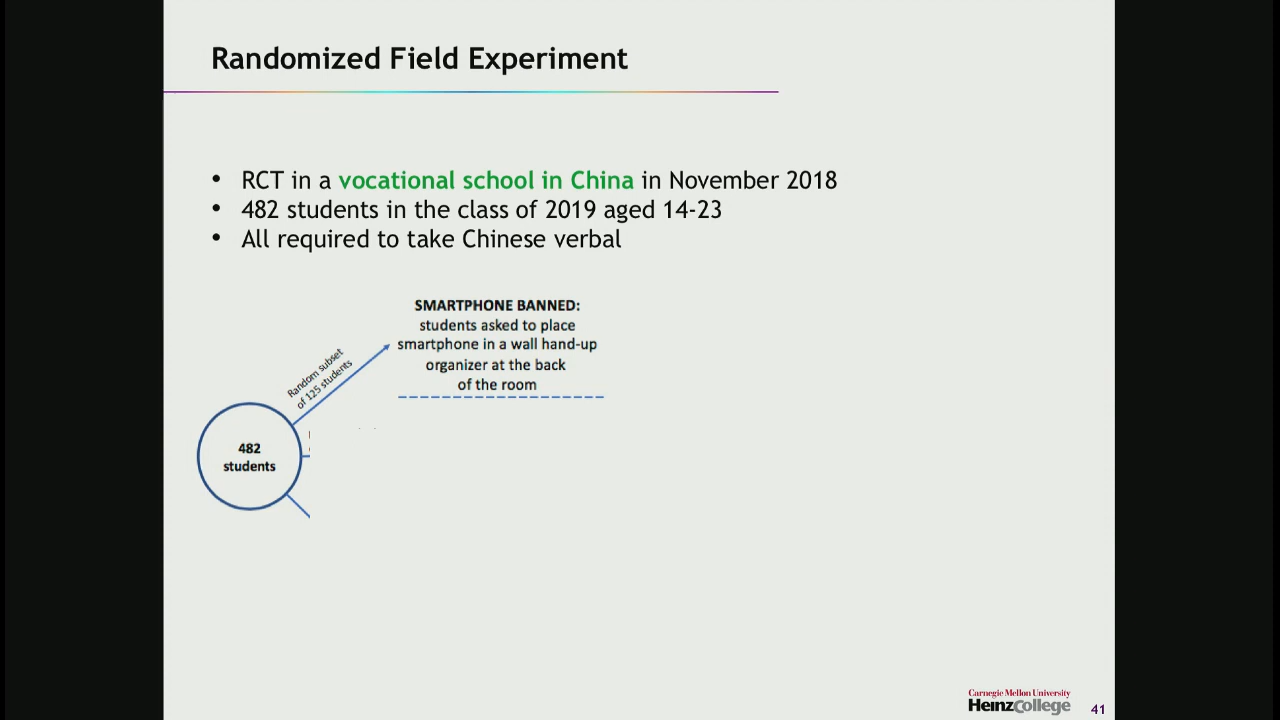 Randomized Field Experiment
• RCT in a vocational school in China in November 2018
• 482 students in the class of 2019 aged 14-23
• All required to take Chinese verbal
SMARTPHONE BANNED:
students asked to place
smartphone in a wall hand-up
organizer at the back
of the room
Random subset
of 125 students
482
students
Carnegie Mellon University
HeinzCollege
41